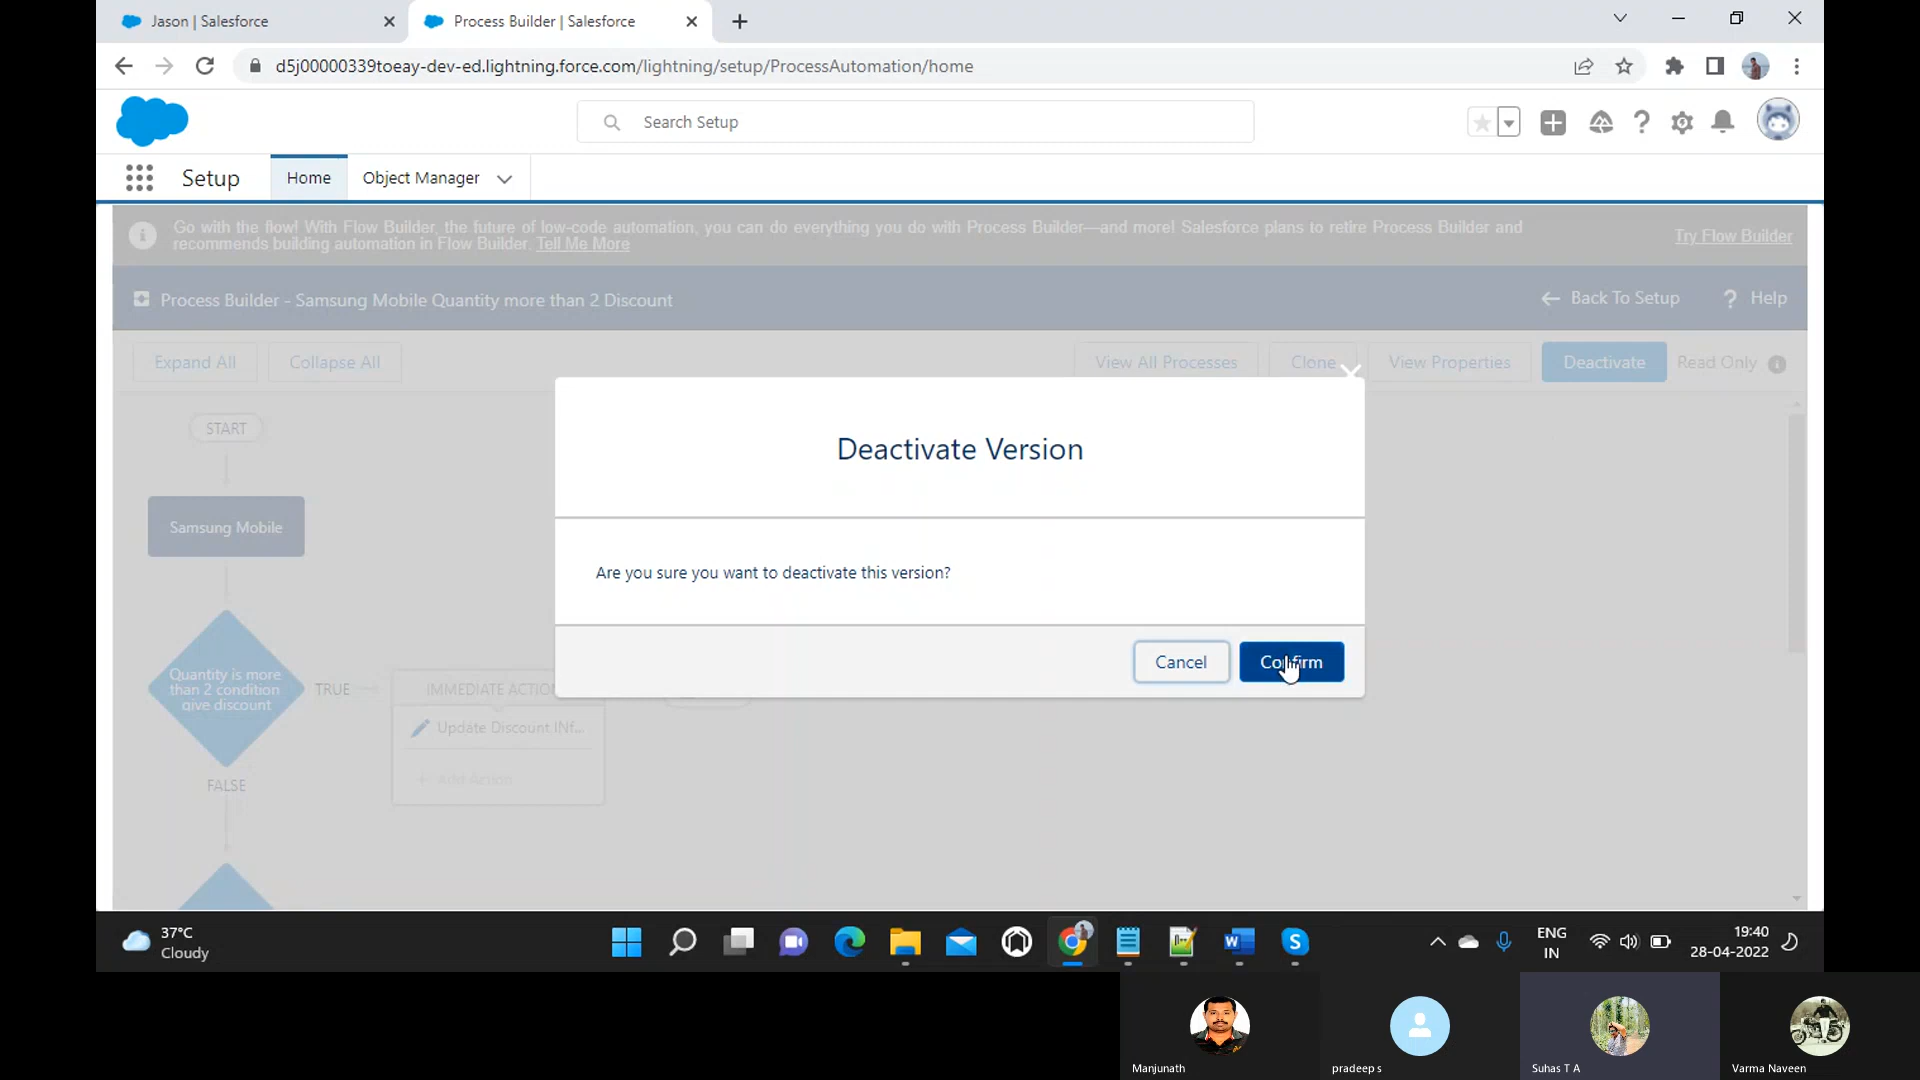 Jason | Salesforce
Process Builder | Salesforce
d5j00000339toeay-dev-ed.lightning.force.com/lightning/setup/ProcessAutomation/home
Search Setup
Setup
Home
Object Manager
Go with the flow! With Flow Builder, the future of low-code automation, you can do everything you do with Process Builder—and more! Salesforce plans to retire Process Builder and
recommends building automation in Flow Builder. Tell Me More
Try Flow Builder
Process Builder - Samsung Mobile Quantity more than 2 Discount
Back To Setup
? Help
Expand All
Collapse All
View All Processes
Clone
View Properties
Deactivate
Read Only
START
Samsung Mobile
Quantity is more
than 2 condition
give discount
TRUE
FALSE
IMMEDIATE ACTION
Update Discount INf...
+ Add Action
Deactivate Version
Are you sure you want to deactivate this version?
Cancel
Confirm
37°C
Cloudy
ENG
IN
19:40
28-04-2022
Manjunath
pradeep s
Suhas T A
Varma Naveen